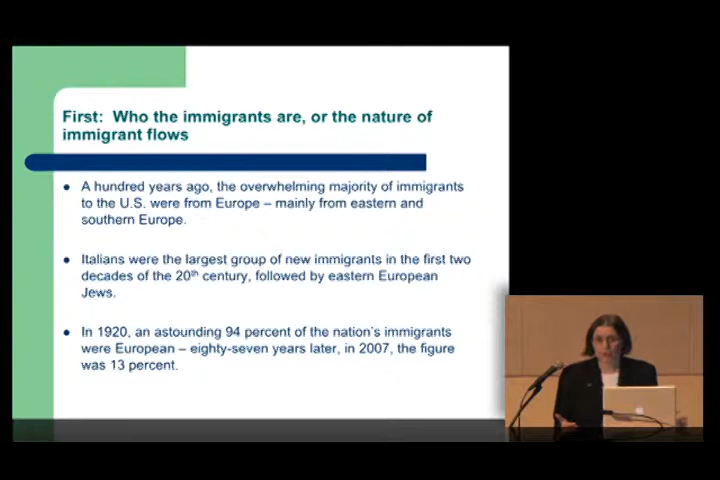 First: Who the immigrants are, or the nature of
immigrant flows
● A hundred years ago, the overwhelming majority of immigrants
to the U.S. were from Europe – mainly from eastern and
southern Europe.
● Italians were the largest group of new immigrants in the first two
decades of the 20th century, followed by eastern European
Jews.
● In 1920, an astounding 94 percent of the nation's immigrants
were European – eighty-seven years later, in 2007, the figure
was 13 percent.